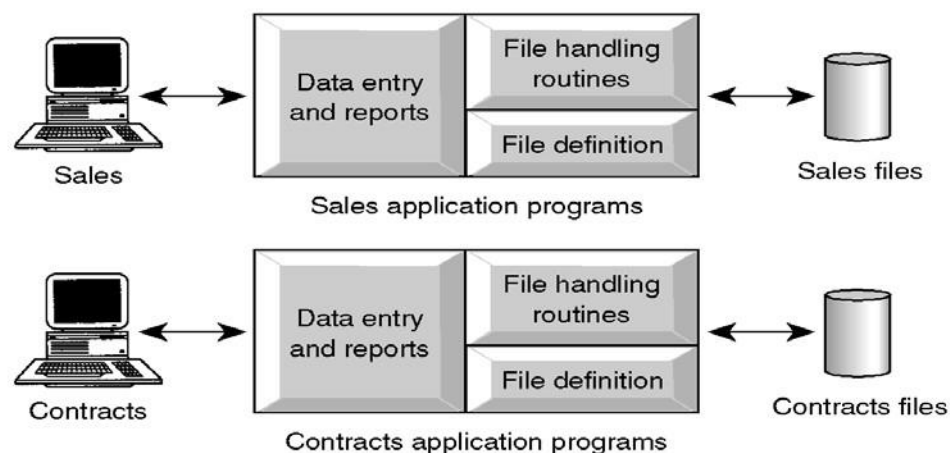 Data entry
and reports
File handling
routines
File definition
Sales
Sales files
Sales application programs
Data entry
and reports
File handling
routines
File definition
Contracts
Contracts files
Contracts application programs